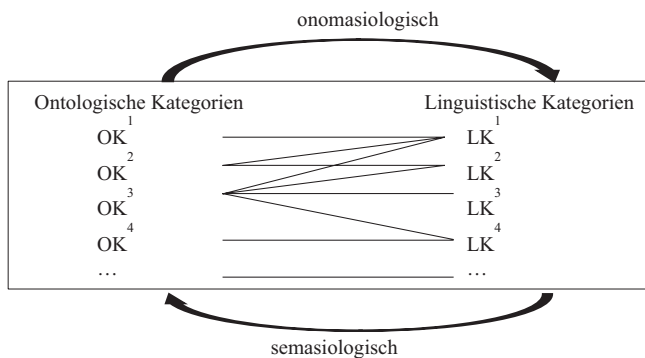 onomasiologisch
Ontologische Kategorien Linguistische Kategorien
OK¹ LK¹
OK² LK²
OK³ LK³
OK⁴ LK⁴
… …
semasiologisch